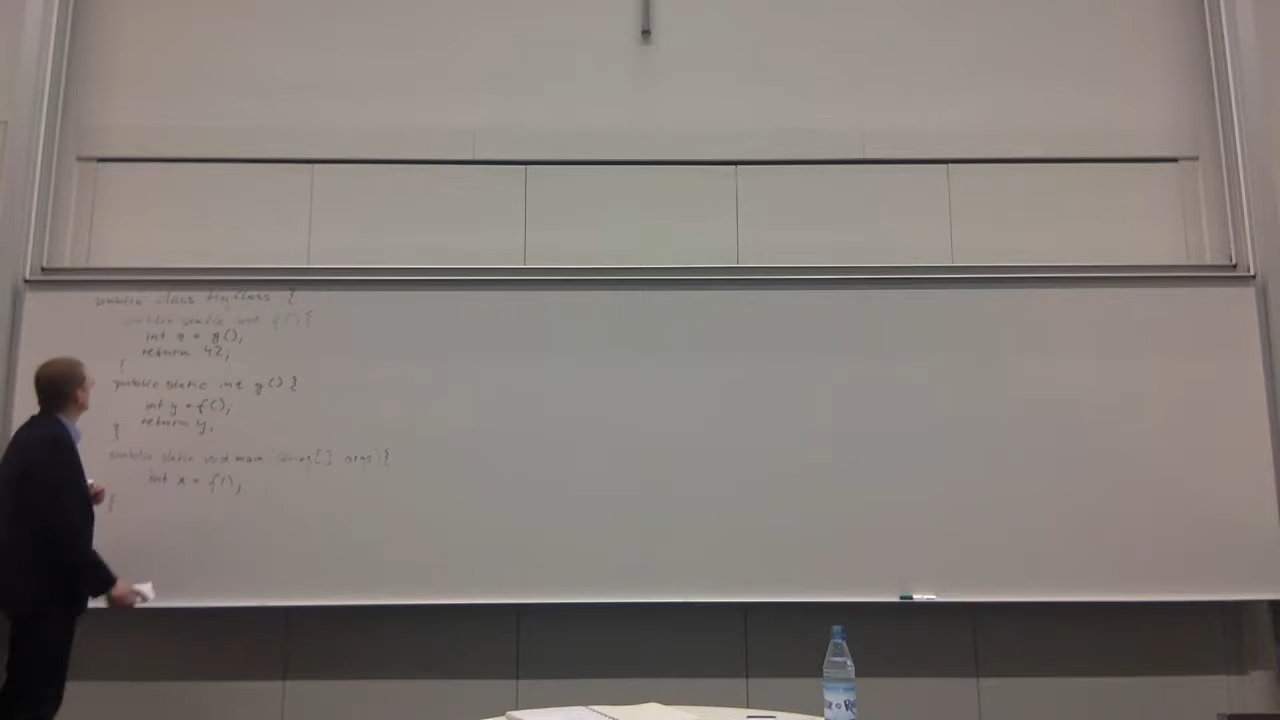 public class MyClass {
public static int f() {
int x = g();
return 42;
}
public static int g() {
int y = f();
return y;
}
public static void main (String[] args) {
int x = f();
}